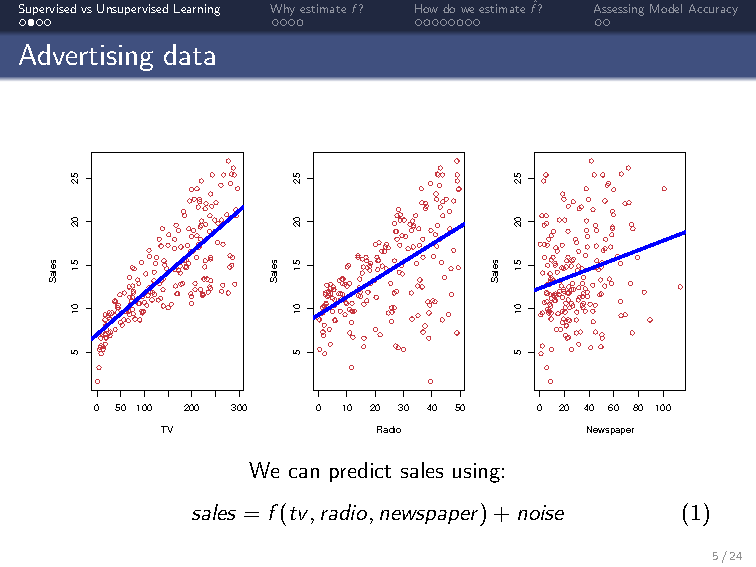 Supervised vs Unsupervised Learning Why estimate f? How do we estimate f̂? Assessing Model Accuracy
Advertising data
Sales
5 10 15 20 25
0 50 100 200 300
TV
Sales
5 10 15 20 25
0 10 20 30 40 50
Radio
Sales
5 10 15 20 25
0 20 40 60 80 100
Newspaper
We can predict sales using:
sales = f(tv, radio, newspaper) + noise (1)
5 / 24